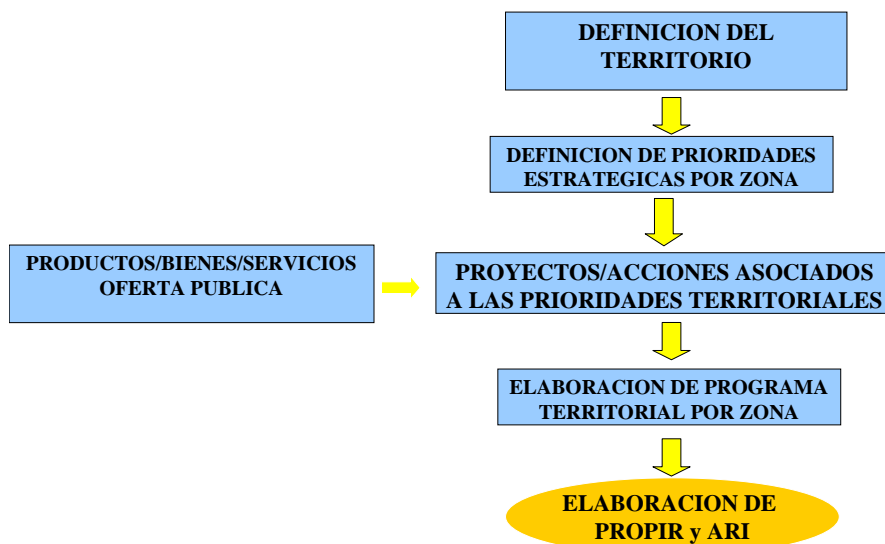 DEFINICION DEL
TERRITORIO
DEFINICION DE PRIORIDADES
ESTRATEGICAS POR ZONA
PRODUCTOS/BIENES/SERVICIOS
OFERTA PUBLICA
PROYECTOS/ACCIONES ASOCIADOS
A LAS PRIORIDADES TERRITORIALES
ELABORACION DE PROGRAMA
TERRITORIAL POR ZONA
ELABORACION DE
PROPIR y ARI